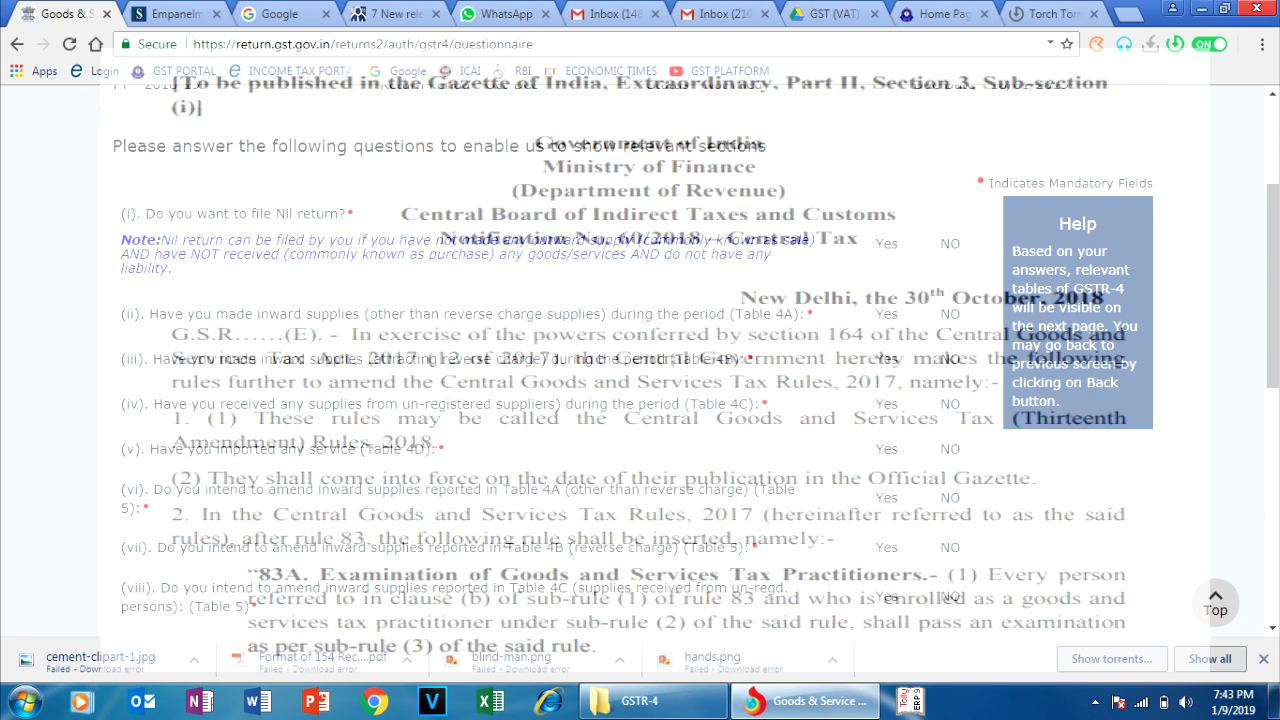 Goods & S
Empanelm
Google
7 New rele
WhatsApp
Inbox (148
Inbox (210
GST (VAT)
Home Pag
Torch Torr
Secure
https://return.gst.gov.in/returns2/auth/gstr4/questionnaire
ON
Apps
Login
GST PORTAL
INCOME TAX PORTA
Google
ICAI
RBI
ECONOMIC TIMES
GST PLATFORM
[To be published in the Gazette of India, Extraordinary, Part II, Section 3, Sub-section
(i)]
Please answer the following questions to enable us to show relevant sections
Government of India
Ministry of Finance
(Department of Revenue)
Central Board of Indirect Taxes and Customs
Notification No. 60/2018 – Central Tax
New Delhi, the 30th October, 2018
• Indicates Mandatory Fields
(i). Do you want to file Nil return?•
Note:Nil return can be filed by you if you have not made any outward supply (commonly known as sale)
AND have NOT received (commonly known as purchase) any goods/services AND do not have any
liability.
Yes NO
Help
Based on your
answers, relevant
tables of GSTR-4
will be visible on
the next page. You
may go back to
previous screen by
clicking on Back
button.
(ii). Have you made inward supplies (other than reverse charge supplies) during the period (Table 4A):•
Yes NO
G.S.R......(E). - In exercise of the powers conferred by section 164 of the Central Goods and
Services Tax Act, 2017 (12 of 2017), the Central Government hereby makes the following
rules further to amend the Central Goods and Services Tax Rules, 2017, namely:-
(iii). Have you made inward supplies (attracting reverse charge) during the period (Table 4B):•
Yes NO
(iv). Have you received any supplies from un-registered suppliers) during the period (Table 4C):•
Yes NO
1. (1) These rules may be called the Central Goods and Services Tax (Thirteenth
Amendment) Rules, 2018.
(v). Have you imported any service (Table 4D):•
Yes NO
(2) They shall come into force on the date of their publication in the Official Gazette.
(vi). Do you intend to amend inward supplies reported in Table 4A (other than reverse charge) (Table
5):•
Yes NO
2. In the Central Goods and Services Tax Rules, 2017 (hereinafter referred to as the said
rules), after rule 83, the following rule shall be inserted, namely:-
(vii). Do you intend to amend inward supplies reported in Table 4B (reverse charge) (Table 5):•
Yes NO
“83A. Examination of Goods and Services Tax Practitioners.- (1) Every person
referred to in clause (b) of sub-rule (1) of rule 83 and who is enrolled as a goods and
services tax practitioner under sub-rule (2) of the said rule, shall pass an examination
as per sub-rule (3) of the said rule.
(viii). Do you intend to amend inward supplies reported in Table 4C (supplies received from un-regd.
persons): (Table 5)•
Yes NO
Top
cement-clipart-1.jpg
Failed - Download error
Format of 154 Rec....pdf
Failed - Download error
blind-man.png
Failed - Download error
hands.png
Failed - Download error
Show torrents...
Show all
GSTR-4
Goods & Service ...
Tally
ERP 9
7:43 PM
1/9/2019